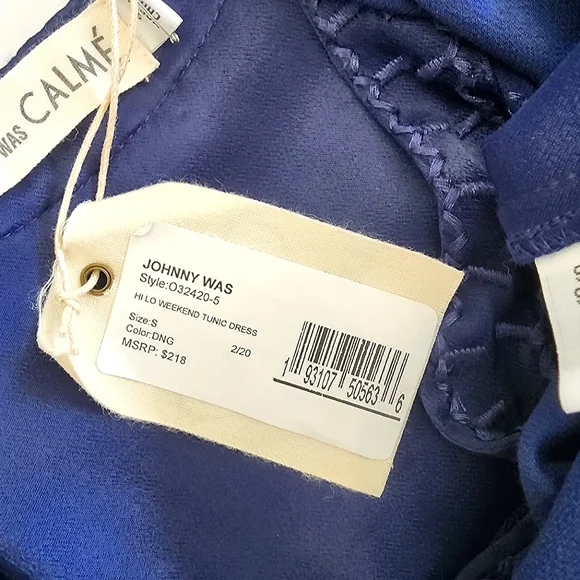 WAS CALMÉ
JOHNNY WAS
Style:O32420-5
HI LO WEEKEND TUNIC DRESS
Size:S
Color:DNG 2/20
MSRP: $218
1 93107 50563 6